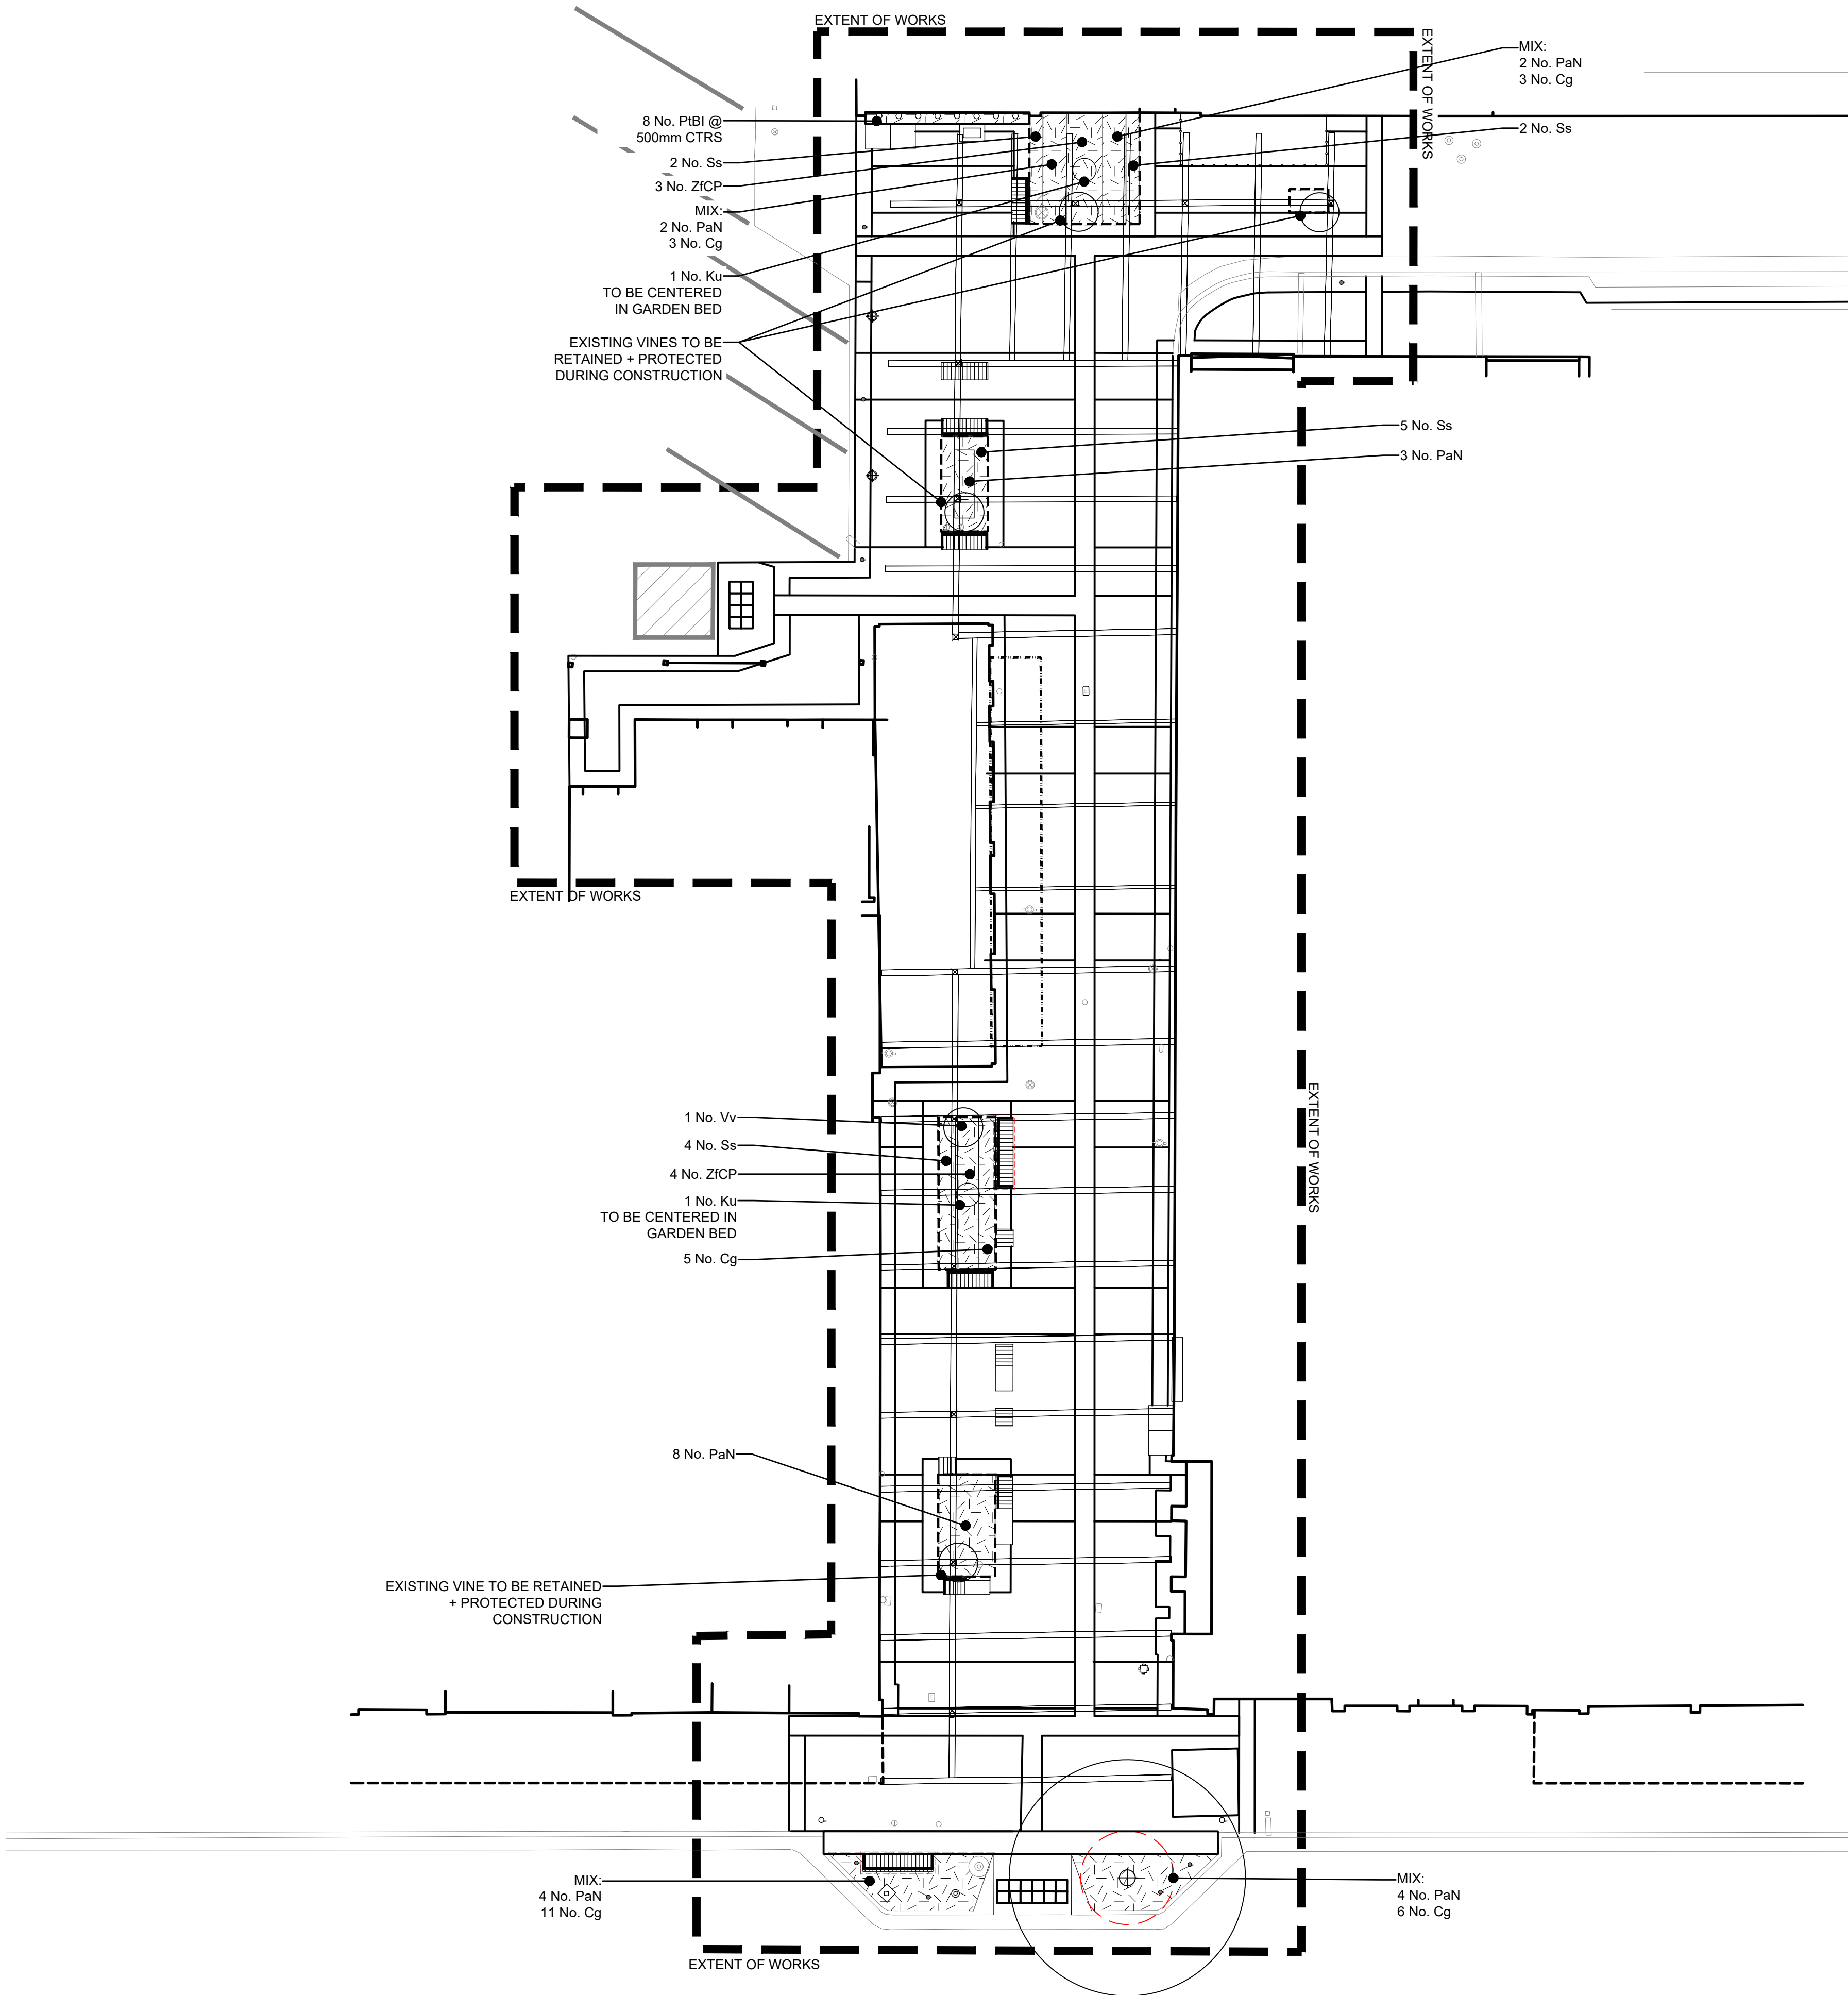 EXTENT OF WORKS
EXTENT OF WORKS
MIX:
2 No. PaN
3 No. Cg
8 No. PtBI @
500mm CTRS
2 No. Ss
2 No. Ss
3 No. ZfCP
MIX:
2 No. PaN
3 No. Cg
1 No. Ku
TO BE CENTERED
IN GARDEN BED
EXISTING VINES TO BE
RETAINED + PROTECTED
DURING CONSTRUCTION
5 No. Ss
3 No. PaN
EXTENT OF WORKS
1 No. Vv
4 No. Ss
4 No. ZfCP
1 No. Ku
TO BE CENTERED IN
GARDEN BED
5 No. Cg
EXTENT OF WORKS
8 No. PaN
EXISTING VINE TO BE RETAINED
+ PROTECTED DURING
CONSTRUCTION
MIX:
4 No. PaN
11 No. Cg
MIX:
4 No. PaN
6 No. Cg
EXTENT OF WORKS